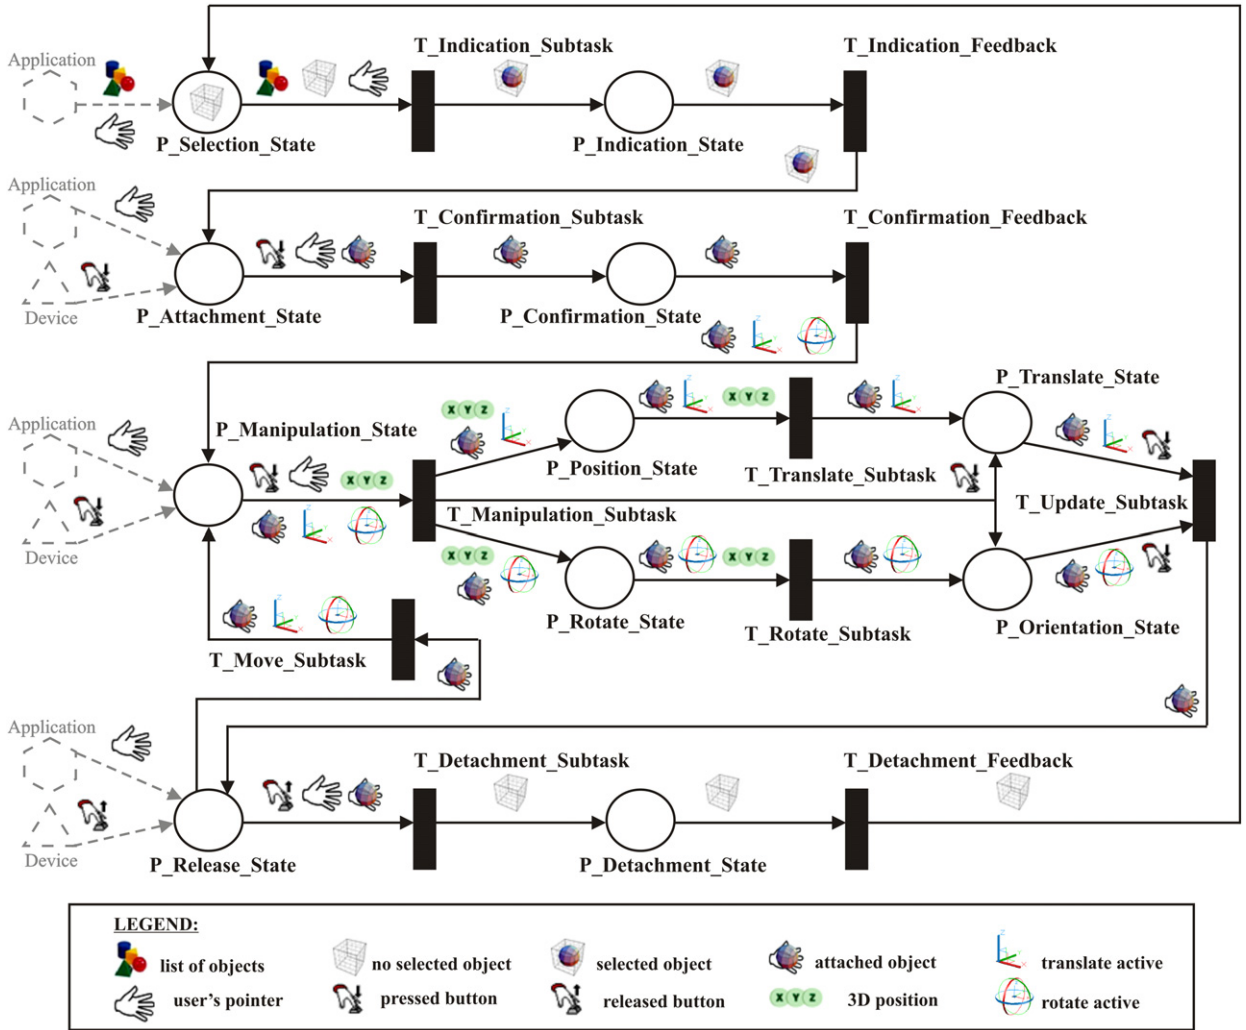 T_Indication_Subtask
T_Indication_Feedback
Application
P_Selection_State
P_Indication_State
Application
T_Confirmation_Subtask
T_Confirmation_Feedback
Device
P_Attachment_State
P_Confirmation_State
P_Translate_State
Application
P_Manipulation_State
X Y Z
X Y Z
P_Position_State
T_Translate_Subtask
X Y Z
T_Update_Subtask
T_Manipulation_Subtask
Device
X Y Z
X Y Z
P_Rotate_State
T_Rotate_Subtask
P_Orientation_State
T_Move_Subtask
Application
T_Detachment_Subtask
T_Detachment_Feedback
Device
P_Release_State
P_Detachment_State
LEGEND:
list of objects
no selected object
selected object
attached object
translate active
user's pointer
pressed button
released button
X Y Z
3D position
rotate active